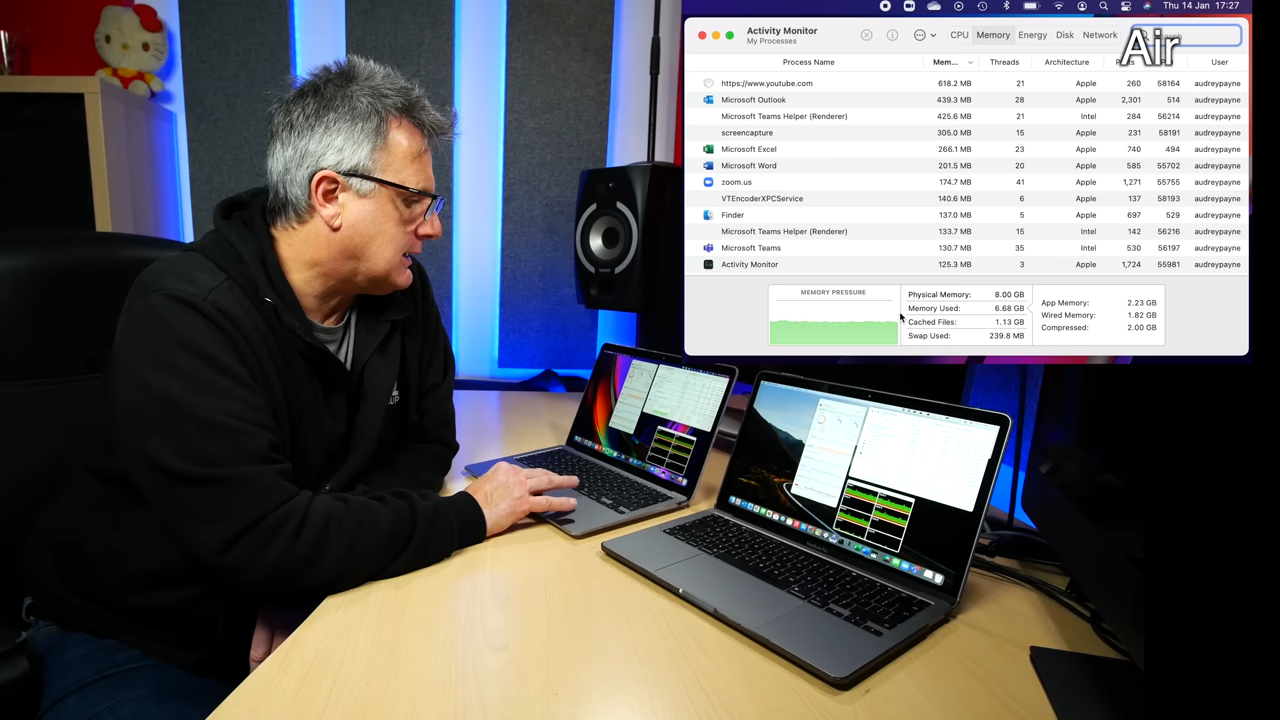 Thu 14 Jan 17:27
Activity Monitor
My Processes
CPU Memory Energy Disk Network
Air
Process Name Mem... Threads Architecture User
https://www.youtube.com 618.2 MB 21 Apple 260 58164 audreypayne
Microsoft Outlook 439.3 MB 28 Apple 2,301 514 audreypayne
Microsoft Teams Helper (Renderer) 425.6 MB 21 Intel 284 56214 audreypayne
screencapture 305.0 MB 15 Apple 231 58191 audreypayne
Microsoft Excel 266.1 MB 23 Apple 740 494 audreypayne
Microsoft Word 201.5 MB 20 Apple 585 55702 audreypayne
zoom.us 174.7 MB 41 Apple 1,271 55755 audreypayne
VTEncoderXPCService 140.6 MB 6 Apple 137 58193 audreypayne
Finder 137.0 MB 5 Apple 697 529 audreypayne
Microsoft Teams Helper (Renderer) 133.7 MB 15 Intel 142 56216 audreypayne
Microsoft Teams 130.7 MB 35 Intel 530 56197 audreypayne
Activity Monitor 125.3 MB 3 Apple 1,724 55981 audreypayne
MEMORY PRESSURE
Physical Memory: 8.00 GB
Memory Used: 6.68 GB
Cached Files: 1.13 GB
Swap Used: 239.8 MB
App Memory: 2.23 GB
Wired Memory: 1.82 GB
Compressed: 2.00 GB